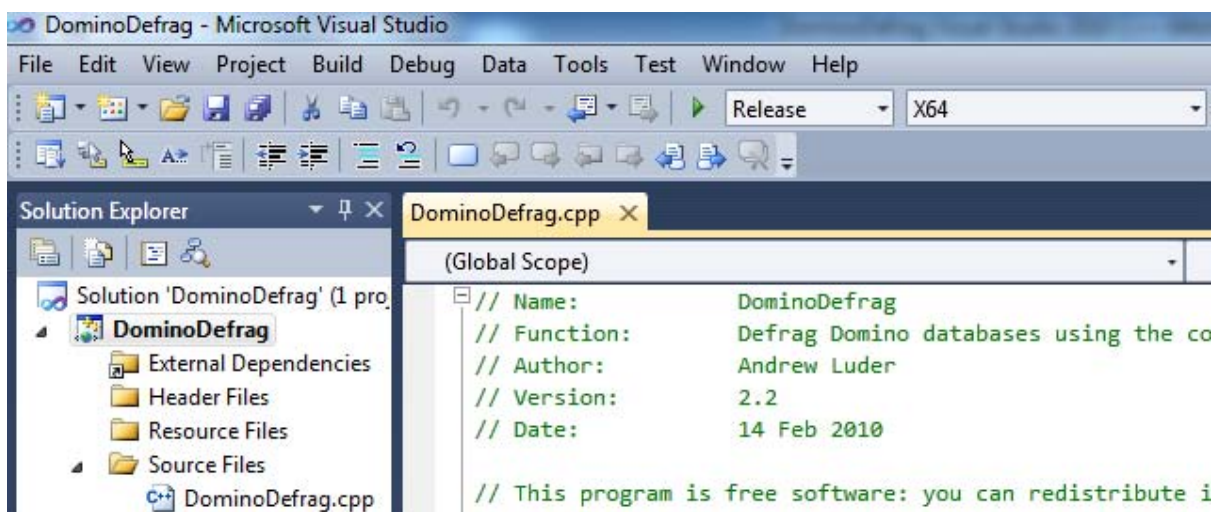 DominoDefrag - Microsoft Visual Studio
File Edit View Project Build Debug Data Tools Test Window Help
Release X64
Solution Explorer
DominoDefrag.cpp
(Global Scope)
Solution 'DominoDefrag' (1 pro
DominoDefrag
External Dependencies
Header Files
Resource Files
Source Files
DominoDefrag.cpp
// Name: DominoDefrag
// Function: Defrag Domino databases using the co
// Author: Andrew Luder
// Version: 2.2
// Date: 14 Feb 2010
// This program is free software: you can redistribute i